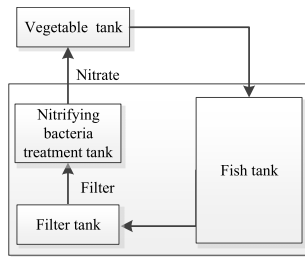 Vegetable tank
Nitrate
Nitrifying
bacteria
treatment tank
Fish tank
Filter
Filter tank